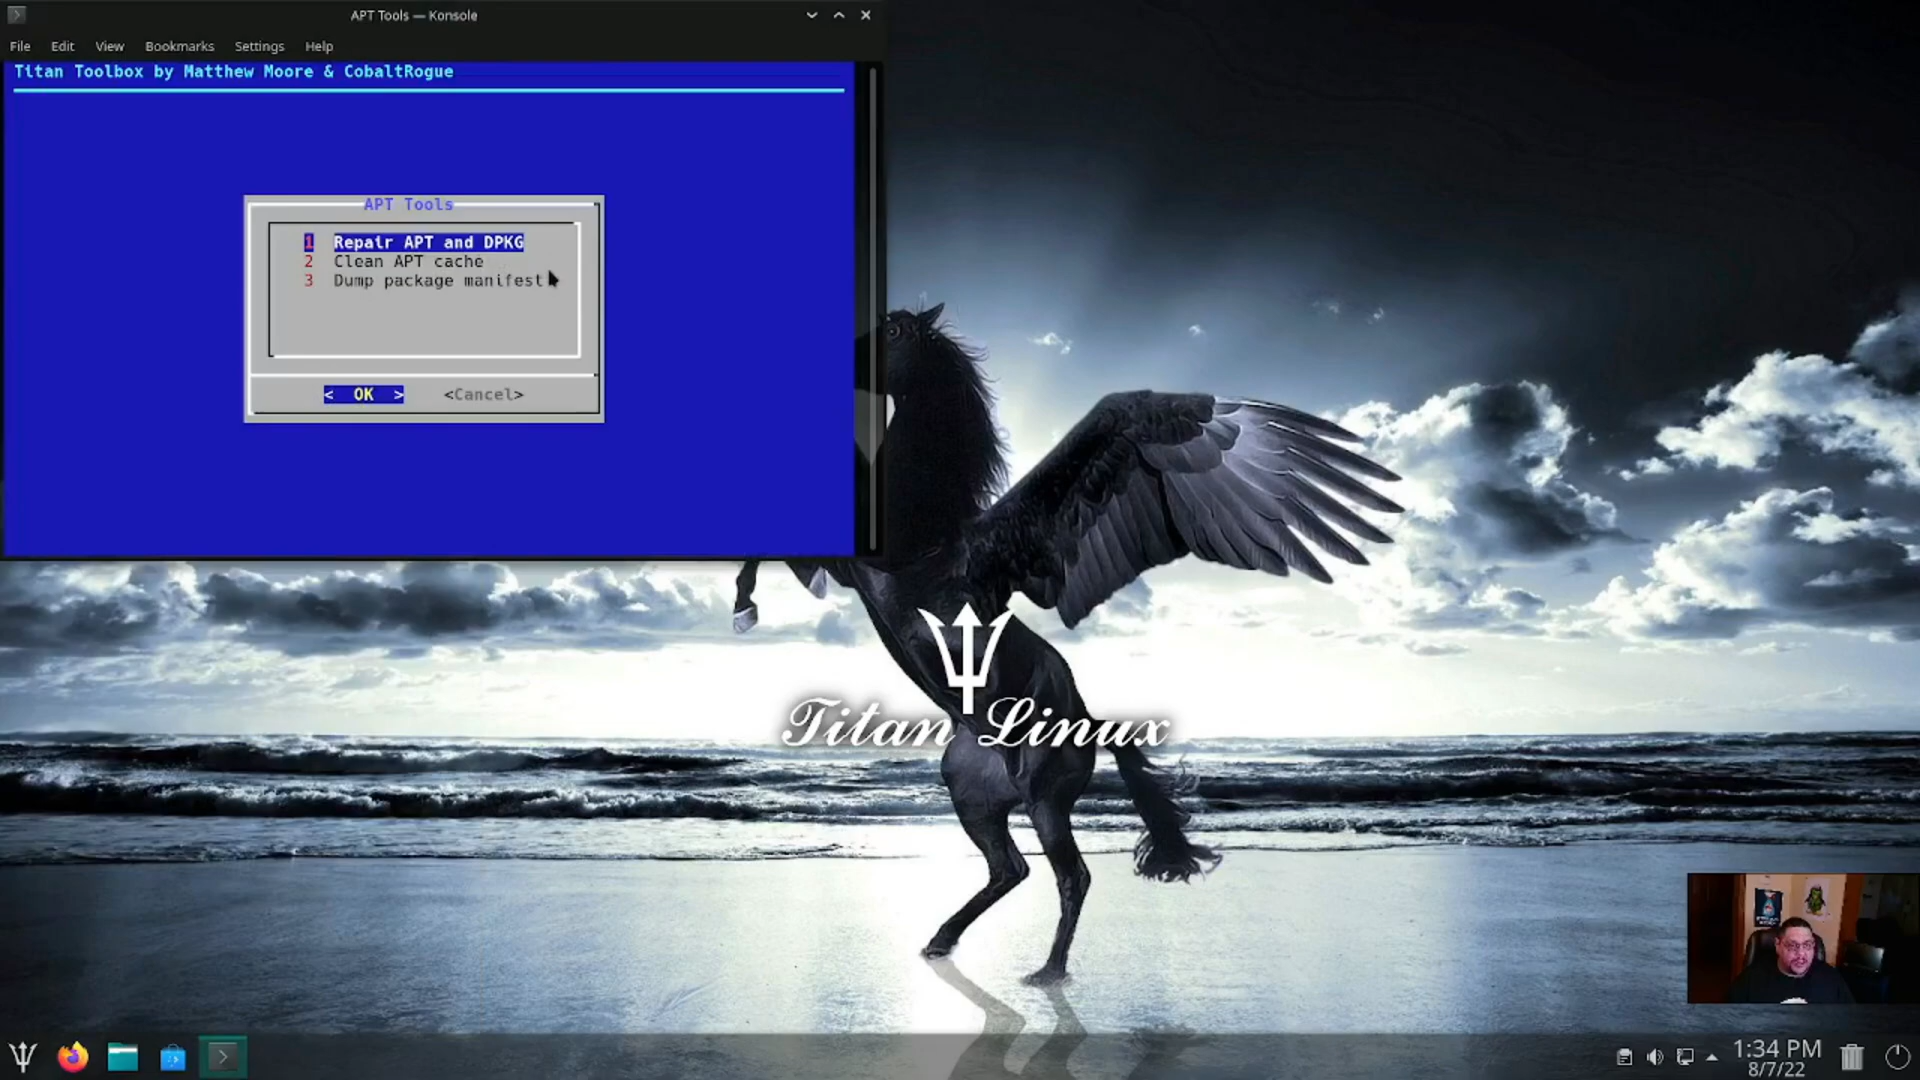 APT Tools — Konsole
File Edit View Bookmarks Settings Help
Titan Toolbox by Matthew Moore & CobaltRogue
APT Tools
1 Repair APT and DPKG
2 Clean APT cache
3 Dump package manifest
< OK > <Cancel>
Titan Linux
1:34 PM
8/7/22